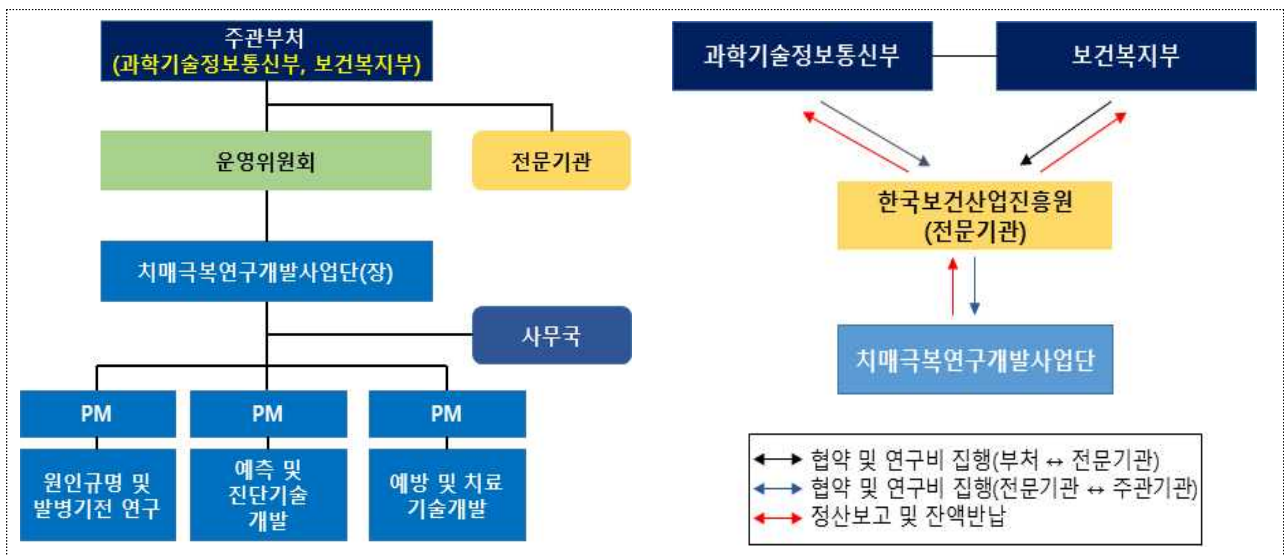 주관부처
(과학기술정보통신부, 보건복지부)
운영위원회
전문기관
치매극복연구개발사업단(장)
사무국
PM
PM
PM
원인규명 및
발병기전 연구
예측 및
진단기술
개발
예방 및 치료
기술개발
과학기술정보통신부
보건복지부
한국보건산업진흥원
(전문기관)
치매극복연구개발사업단
협약 및 연구비 집행(부처 ↔ 전문기관)
협약 및 연구비 집행(전문기관 ↔ 주관기관)
정산보고 및 잔액반납